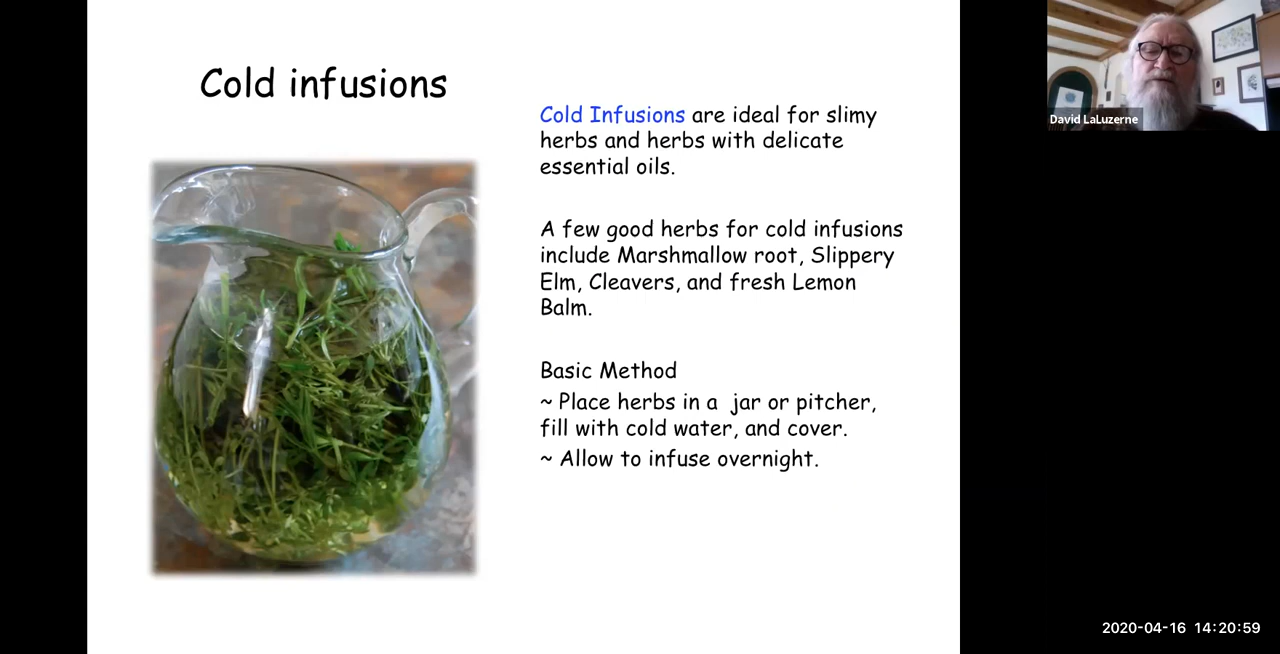 Cold infusions
Cold Infusions are ideal for slimy
herbs and herbs with delicate
essential oils.
A few good herbs for cold infusions
include Marshmallow root, Slippery
Elm, Cleavers, and fresh Lemon
Balm.
Basic Method
~ Place herbs in a  jar or pitcher,
fill with cold water, and cover.
~ Allow to infuse overnight.
David LaLuzerne
2020-04-16 14:20:59